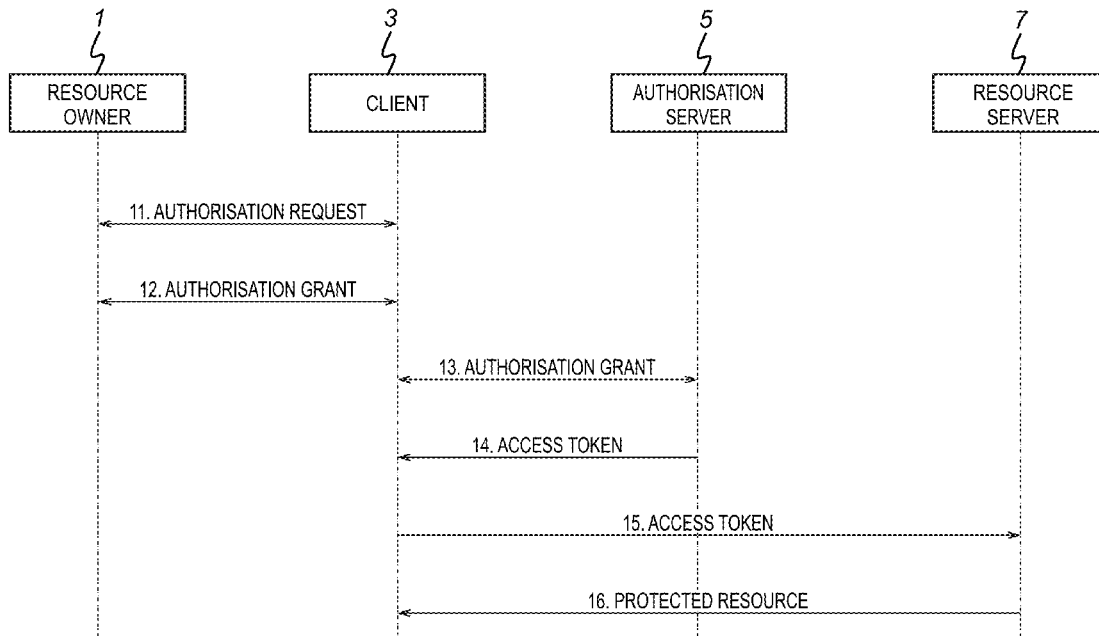 1
3
5
7
RESOURCE
OWNER
CLIENT
AUTHORISATION
SERVER
RESOURCE
SERVER
11. AUTHORISATION REQUEST
12. AUTHORISATION GRANT
13. AUTHORISATION GRANT
14. ACCESS TOKEN
15. ACCESS TOKEN
16. PROTECTED RESOURCE